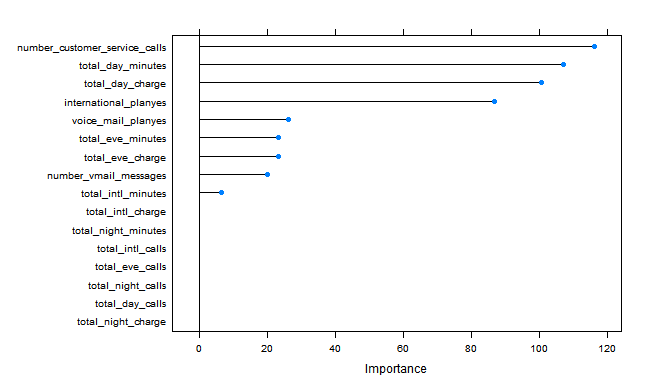 number_customer_service_calls
total_day_minutes
total_day_charge
international_planyes
voice_mail_planyes
total_eve_minutes
total_eve_charge
number_vmail_messages
total_intl_minutes
total_intl_charge
total_night_minutes
total_intl_calls
total_eve_calls
total_night_calls
total_day_calls
total_night_charge
0 20 40 60 80 100 120
Importance